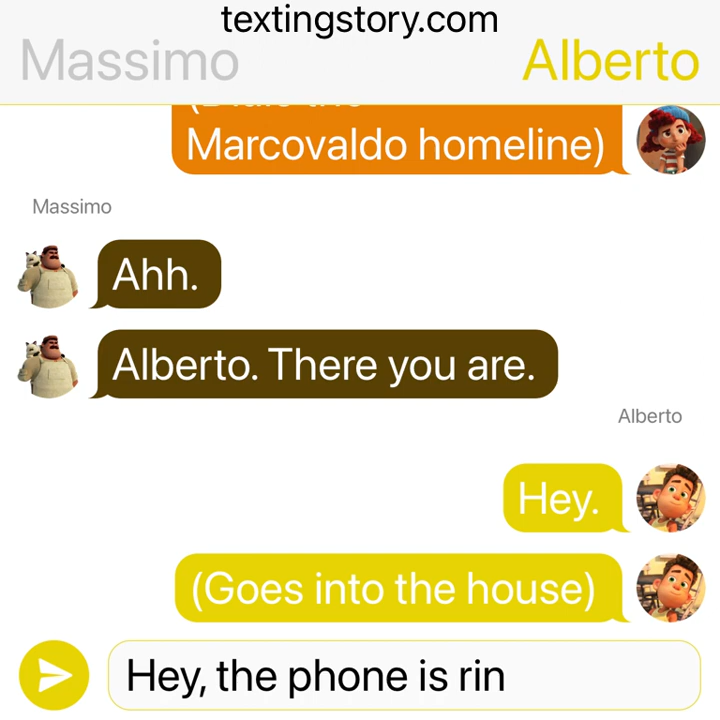 textingstory.com
Massimo
Alberto
Marcovaldo homeline)
Massimo
Ahh.
Alberto. There you are.
Alberto
Hey.
(Goes into the house)
Hey, the phone is rin